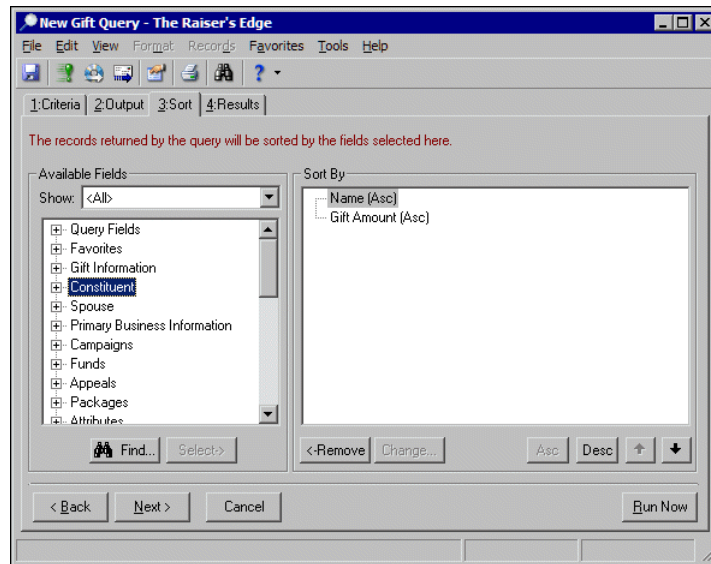 New Gift Query - The Raiser's Edge
File Edit View Format Records Favorites Tools Help
1:Criteria 2:Output 3:Sort 4:Results
The records returned by the query will be sorted by the fields selected here.
Available Fields
Show: <All>
Query Fields
Favorites
Gift Information
Constituent
Spouse
Primary Business Information
Campaigns
Funds
Appeals
Packages
Attributes
Find... Select->
Sort By
Name (Asc)
Gift Amount (Asc)
<-Remove Change... Asc Desc
< Back Next > Cancel Run Now